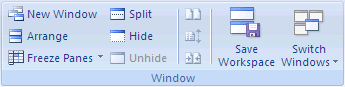 New Window
Split
Arrange
Hide
Freeze Panes
Unhide
Save
Workspace
Switch
Windows
Window